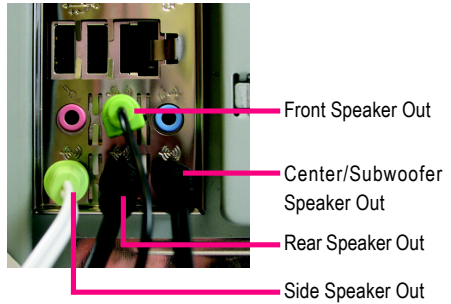 Front Speaker Out
Center/Subwoofer
Speaker Out
Rear Speaker Out
Side Speaker Out